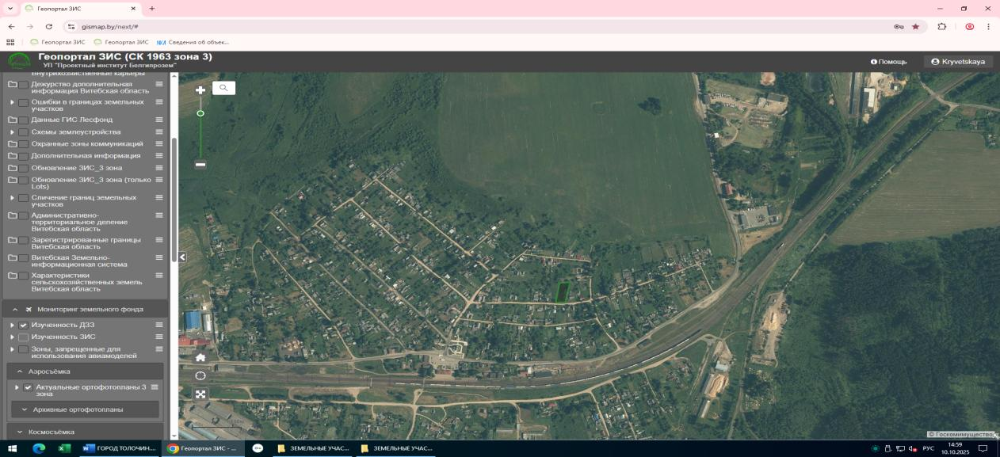 Геопортал ЗИС
gismap.by/next/#
Геопортал ЗИС
Геопортал ЗИС
NKA Сведения об объек...
Геопортал ЗИС (СК 1963 зона 3)
УП "Проектный институт Белгипрозем"
Помощь
Kryvetskaya
Внутрихозяйственные карьеры
Дежурство дополнительная
информация Витебская область
Ошибки в границах земельных
участков
Данные ГИС Лесфонд
Схемы землеустройства
Охранные зоны коммуникаций
Дополнительная информация
Обновление ЗИС_3 зона
Обновление ЗИС_3 зона (только
Lots)
Сличение границ земельных
участков
Административно-
территориальное деление
Витебская область
Зарегистрированные границы
Витебская область
Витебская Земельно-
информационная система
Характеристики
сельскохозяйственных земель
Витебская область
Мониторинг земельного фонда
Изученность ДЗЗ
Изученность ЗИС
Зоны, запрещенные для
использования авиамоделей
Аэросъёмка
Актуальные ортофотопланы 3
зона
Архивные ортофотопланы
Космосъёмка
© Госкомимущество
ГОРОД ТОЛОЧИН....
Геопортал ЗИС - ...
ЗЕМЕЛЬНЫЕ УЧАС...
ЗЕМЕЛЬНЫЕ УЧАС...
РУС
14:59
10.10.2025